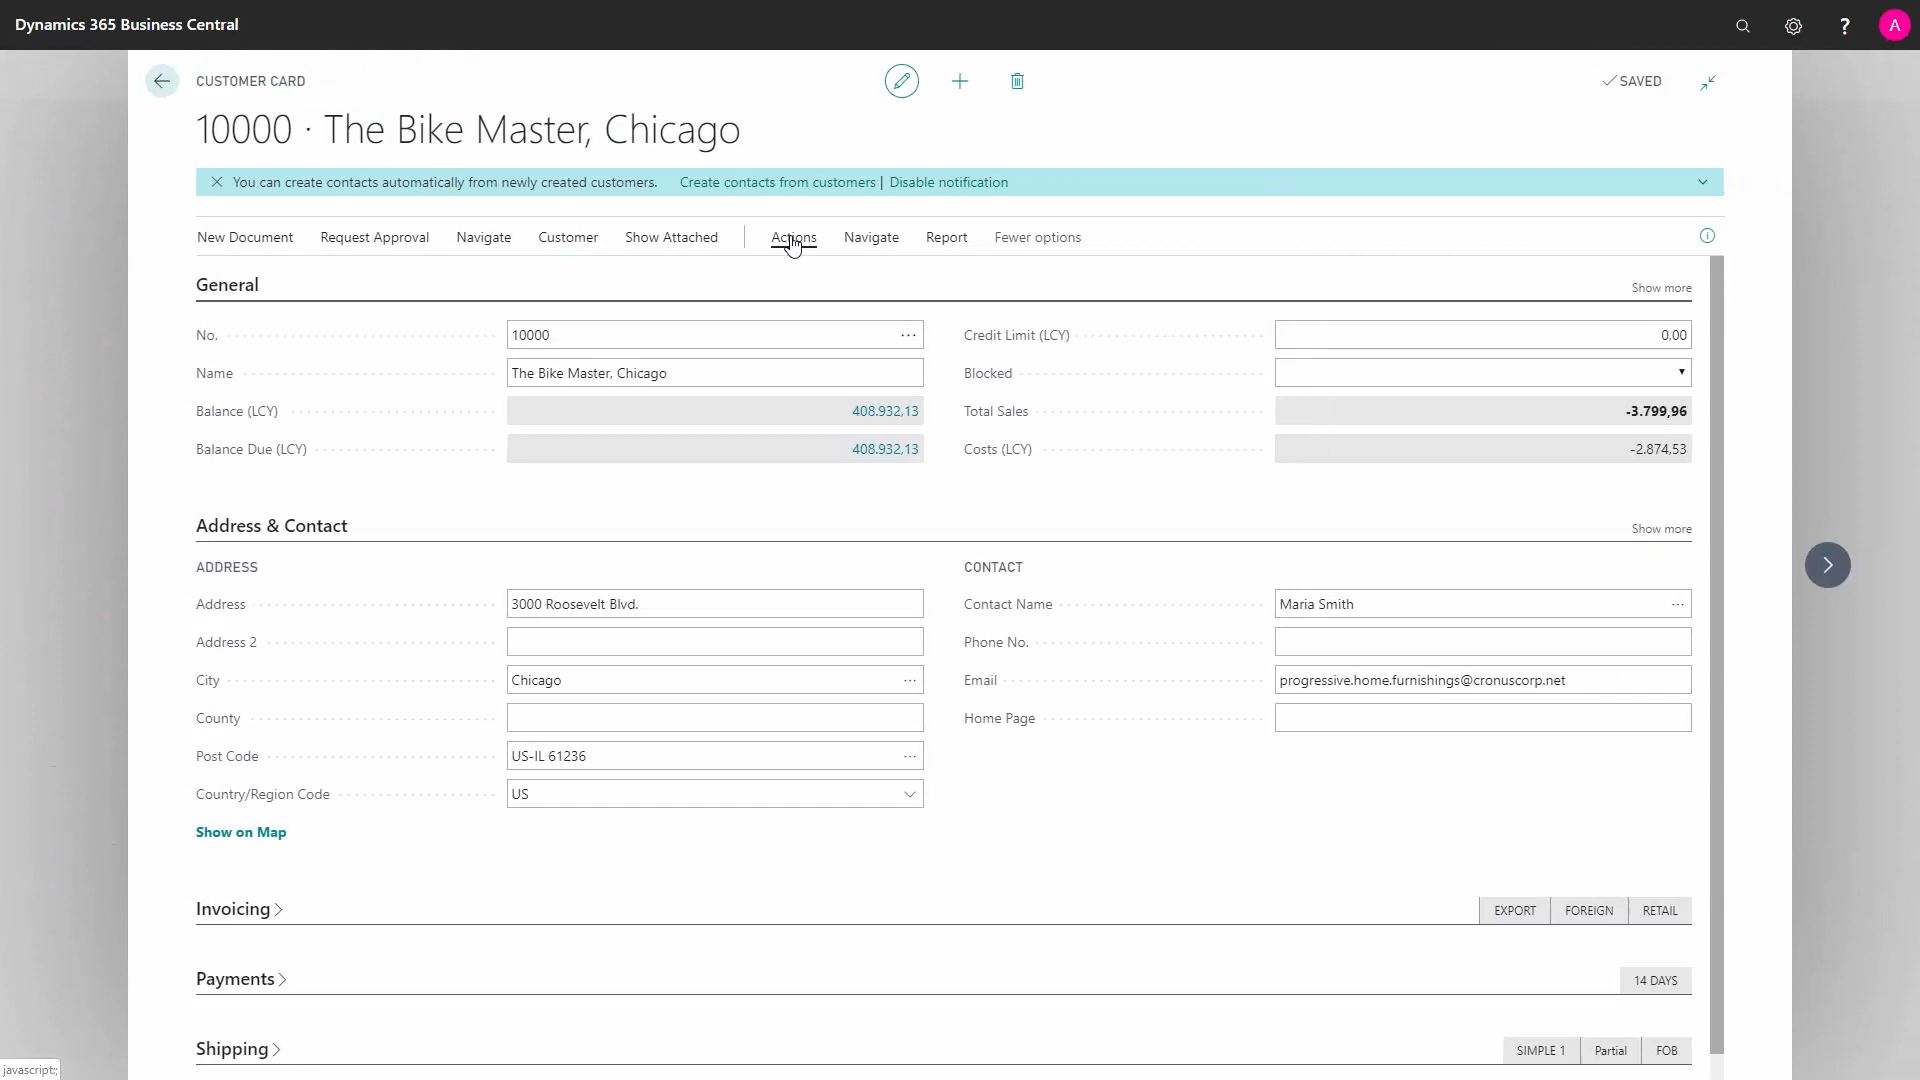 Dynamics 365 Business Central
?
A
CUSTOMER CARD
SAVED
10000 · The Bike Master, Chicago
You can create contacts automatically from newly created customers. Create contacts from customers | Disable notification
New Document Request Approval Navigate Customer Show Attached Actions Navigate Report Fewer options
General Show more
No. 10000 Credit Limit (LCY) 0,00
Name The Bike Master, Chicago Blocked
Balance (LCY) 408.932,13 Total Sales -3.799,96
Balance Due (LCY) 408.932,13 Costs (LCY) -2.874,53
Address & Contact Show more
ADDRESS CONTACT
Address 3000 Roosevelt Blvd. Contact Name Maria Smith
Address 2 Phone No.
City Chicago Email progressive.home.furnishings@cronuscorp.net
County Home Page
Post Code US-IL 61236
Country/Region Code US
Show on Map
Invoicing EXPORT FOREIGN RETAIL
Payments 14 DAYS
Shipping SIMPLE 1 Partial FOB
javascript:;